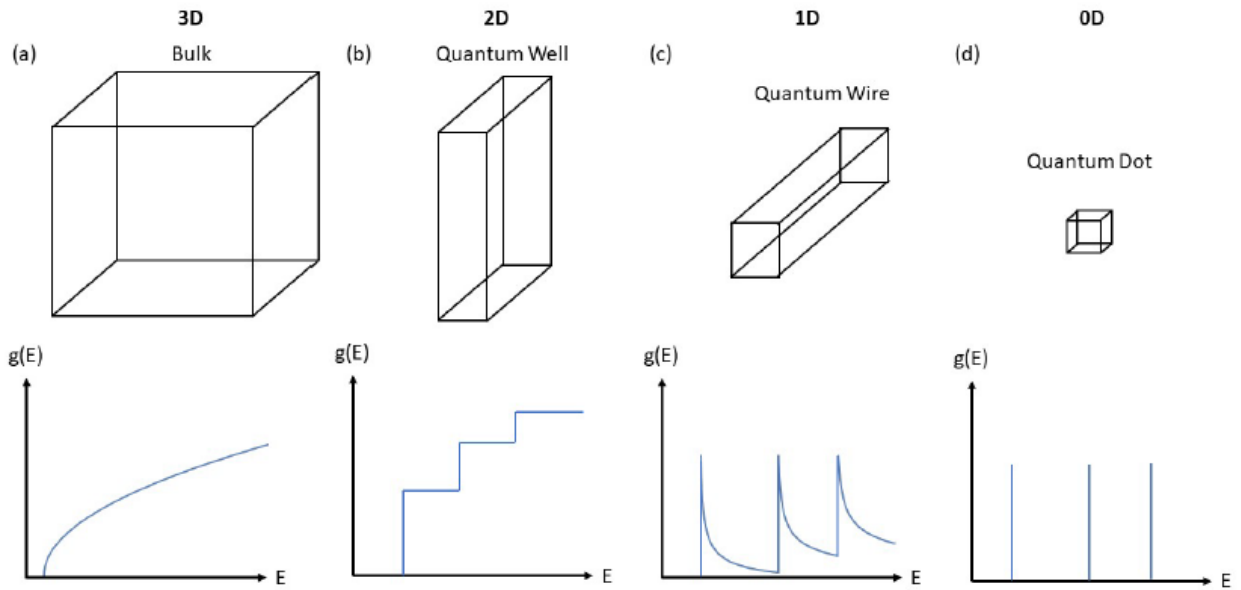 3D
2D
1D
0D
(a)
Bulk
(b)
Quantum Well
(c)
Quantum Wire
(d)
Quantum Dot
g(E)
E
g(E)
E
g(E)
E
g(E)
E